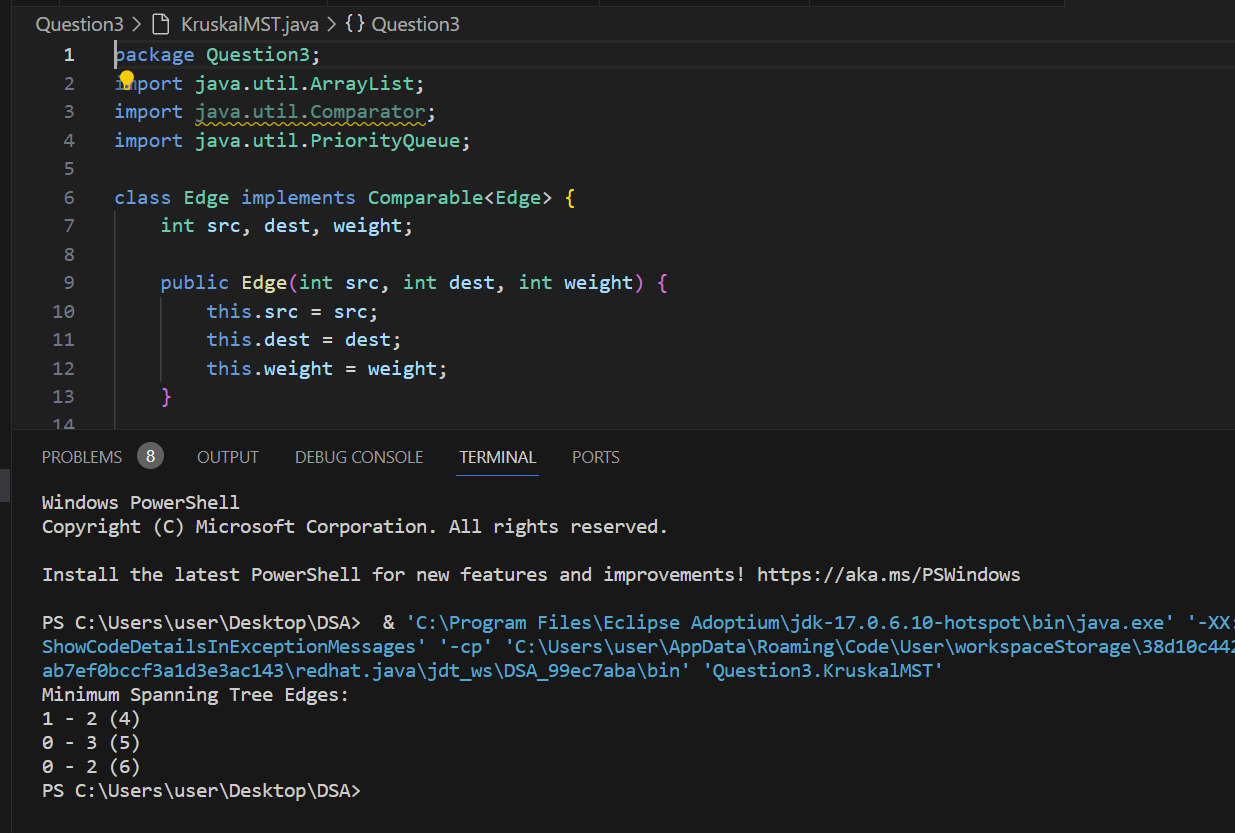 Question3 > KruskalMST.java > {} Question3
1 package Question3;
2 import java.util.ArrayList;
3 import java.util.Comparator;
4 import java.util.PriorityQueue;
5
6 class Edge implements Comparable<Edge> {
7     int src, dest, weight;
8
9     public Edge(int src, int dest, int weight) {
10         this.src = src;
11         this.dest = dest;
12         this.weight = weight;
13     }
14
PROBLEMS 8 OUTPUT DEBUG CONSOLE TERMINAL PORTS
Windows PowerShell
Copyright (C) Microsoft Corporation. All rights reserved.
Install the latest PowerShell for new features and improvements! https://aka.ms/PSWindows
PS C:\Users\user\Desktop\DSA>  & 'C:\Program Files\Eclipse Adoptium\jdk-17.0.6.10-hotspot\bin\java.exe' '-XX:
ShowCodeDetailsInExceptionMessages' '-cp' 'C:\Users\user\AppData\Roaming\Code\User\workspaceStorage\38d10c442
ab7ef0bccf3a1d3e3ac143\redhat.java\jdt_ws\DSA_99ec7aba\bin' 'Question3.KruskalMST'
Minimum Spanning Tree Edges:
1 - 2 (4)
0 - 3 (5)
0 - 2 (6)
PS C:\Users\user\Desktop\DSA>